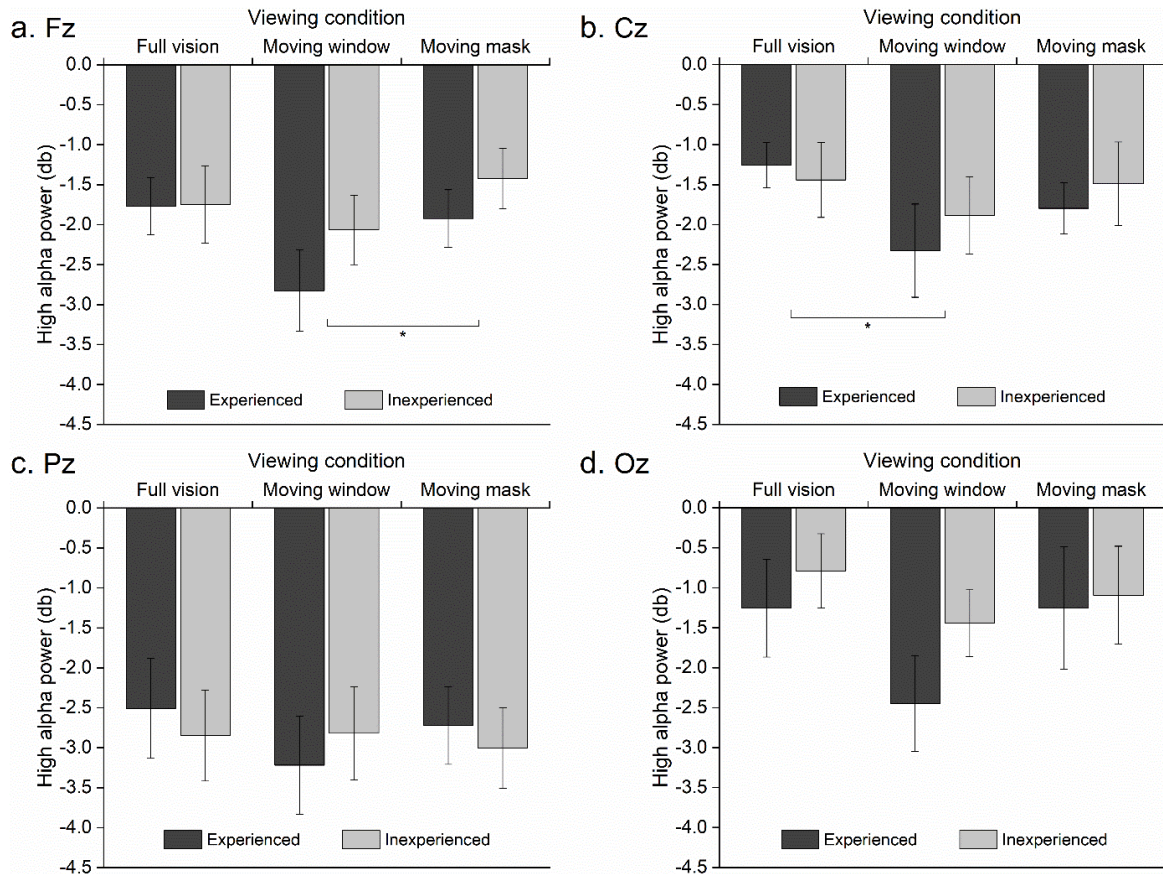 a. Fz
Viewing condition
Full vision Moving window Moving mask
0.0
-0.5
-1.0
-1.5
-2.0
-2.5
-3.0
-3.5
-4.0
-4.5
High alpha power (db)
*
Experienced Inexperienced
b. Cz
Viewing condition
Full vision Moving window Moving mask
0.0
-0.5
-1.0
-1.5
-2.0
-2.5
-3.0
-3.5
-4.0
-4.5
High alpha power (db)
*
Experienced Inexperienced
c. Pz
Viewing condition
Full vision Moving window Moving mask
0.0
-0.5
-1.0
-1.5
-2.0
-2.5
-3.0
-3.5
-4.0
-4.5
High alpha power (db)
Experienced Inexperienced
d. Oz
Viewing condition
Full vision Moving window Moving mask
0.0
-0.5
-1.0
-1.5
-2.0
-2.5
-3.0
-3.5
-4.0
-4.5
High alpha power (db)
Experienced Inexperienced